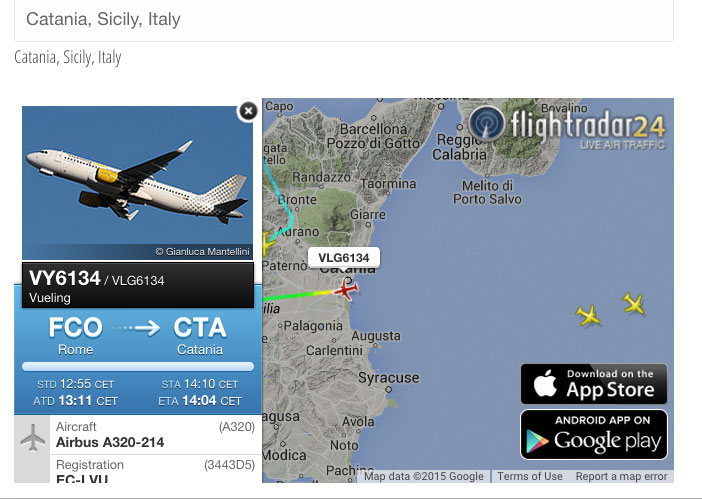 Catania, Sicily, Italy
Catania, Sicily, Italy
© Gianluca Mantellini
VY6134 / VLG6134
Vueling
FCO → CTA
Rome Catania
STD 12:55 CET STA 14:10 CET
ATD 13:11 CET ETA 14:04 CET
Aircraft (A320)
Airbus A320-214
Registration (3443D5)
EC-LVU
flightradar24
LIVE AIR TRAFFIC
Capo
Barcellona
Pozzo di Gotto
Reggio
Calabria
Bovalino
Randazzo
Taormina
Melito di
Porto Salvo
Bronte
Giarre
Adrano
VLG6134
Paternò
Catania
Palagonia
Augusta
Carlentini
Syracuse
Avola
Noto
Modica
Pachino
Download on the
App Store
ANDROID APP ON
Google play
Map data ©2015 Google Terms of Use Report a map error